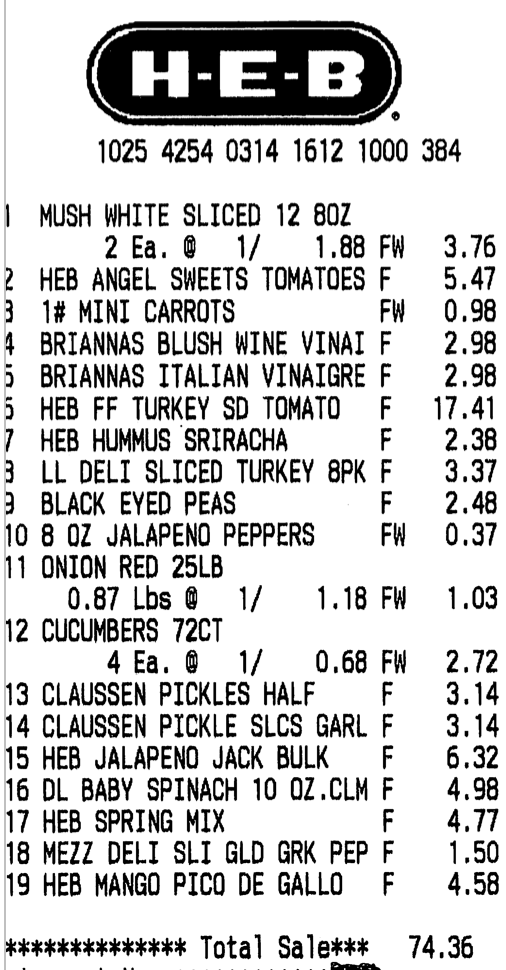 H-E-B
1025 4254 0314 1612 1000 384
1 MUSH WHITE SLICED 12 8OZ
2 Ea. @ 1/ 1.88 FW 3.76
2 HEB ANGEL SWEETS TOMATOES F 5.47
3 1# MINI CARROTS FW 0.98
4 BRIANNAS BLUSH WINE VINAI F 2.98
5 BRIANNAS ITALIAN VINAIGRE F 2.98
6 HEB FF TURKEY SD TOMATO F 17.41
7 HEB HUMMUS SRIRACHA F 2.38
8 LL DELI SLICED TURKEY 8PK F 3.37
9 BLACK EYED PEAS F 2.48
10 8 OZ JALAPENO PEPPERS FW 0.37
11 ONION RED 25LB
0.87 Lbs @ 1/ 1.18 FW 1.03
12 CUCUMBERS 72CT
4 Ea. @ 1/ 0.68 FW 2.72
13 CLAUSSEN PICKLES HALF F 3.14
14 CLAUSSEN PICKLE SLCS GARL F 3.14
15 HEB JALAPENO JACK BULK F 6.32
16 DL BABY SPINACH 10 OZ.CLM F 4.98
17 HEB SPRING MIX F 4.77
18 MEZZ DELI SLI GLD GRK PEP F 1.50
19 HEB MANGO PICO DE GALLO F 4.58
************** Total Sale*** 74.36